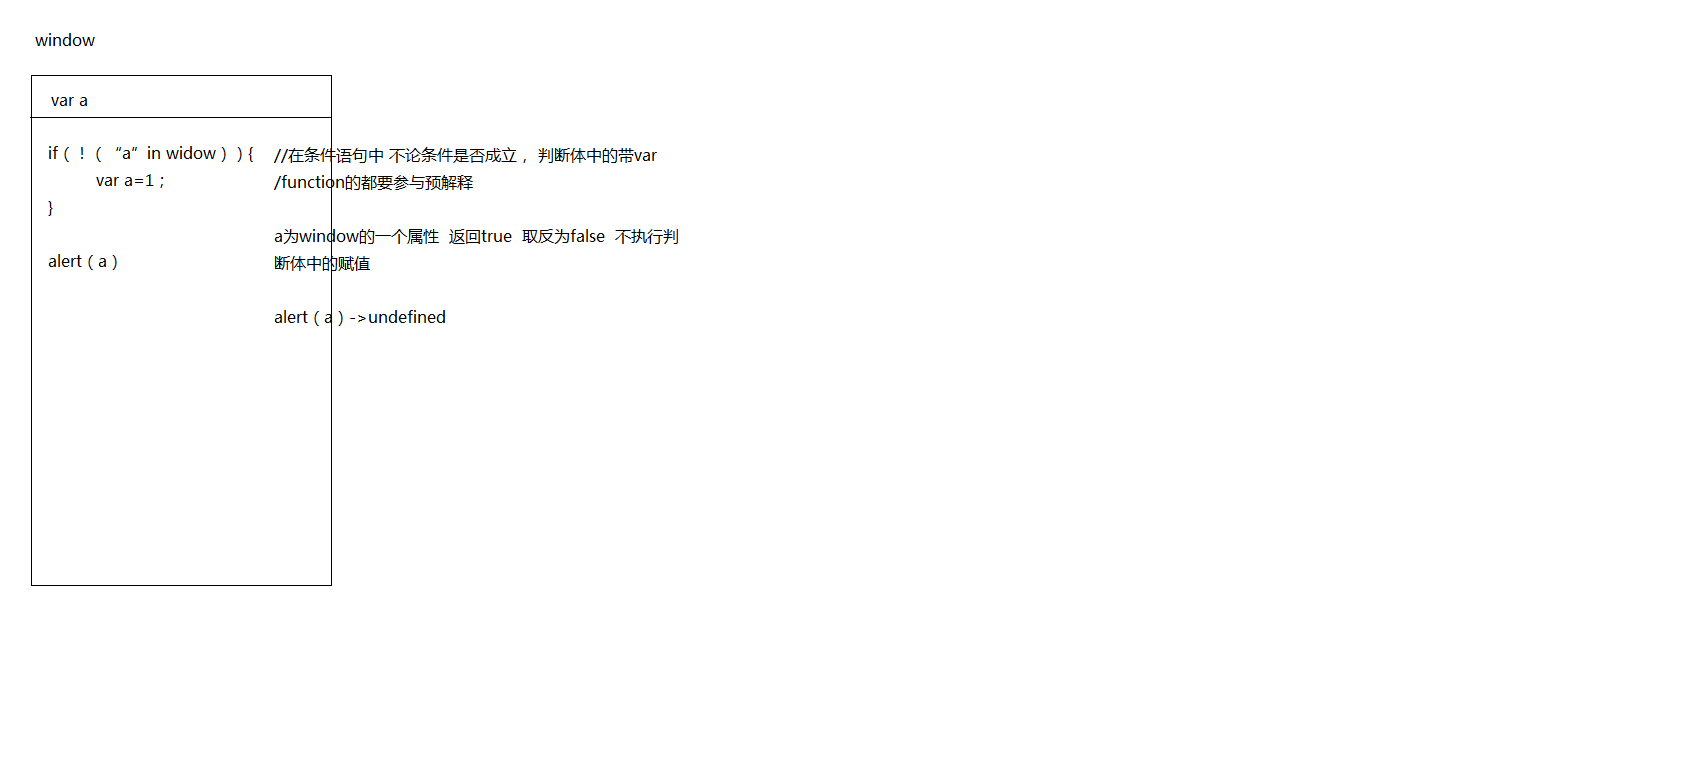 window
var a
if（！（ “a” in widow））{
var a=1；
}
alert（a）
//在条件语句中 不论条件是否成立， 判断体中的带var
/function的都要参与预解释
a为window的一个属性 返回true 取反为false 不执行判
断体中的赋值
alert（a）->undefined